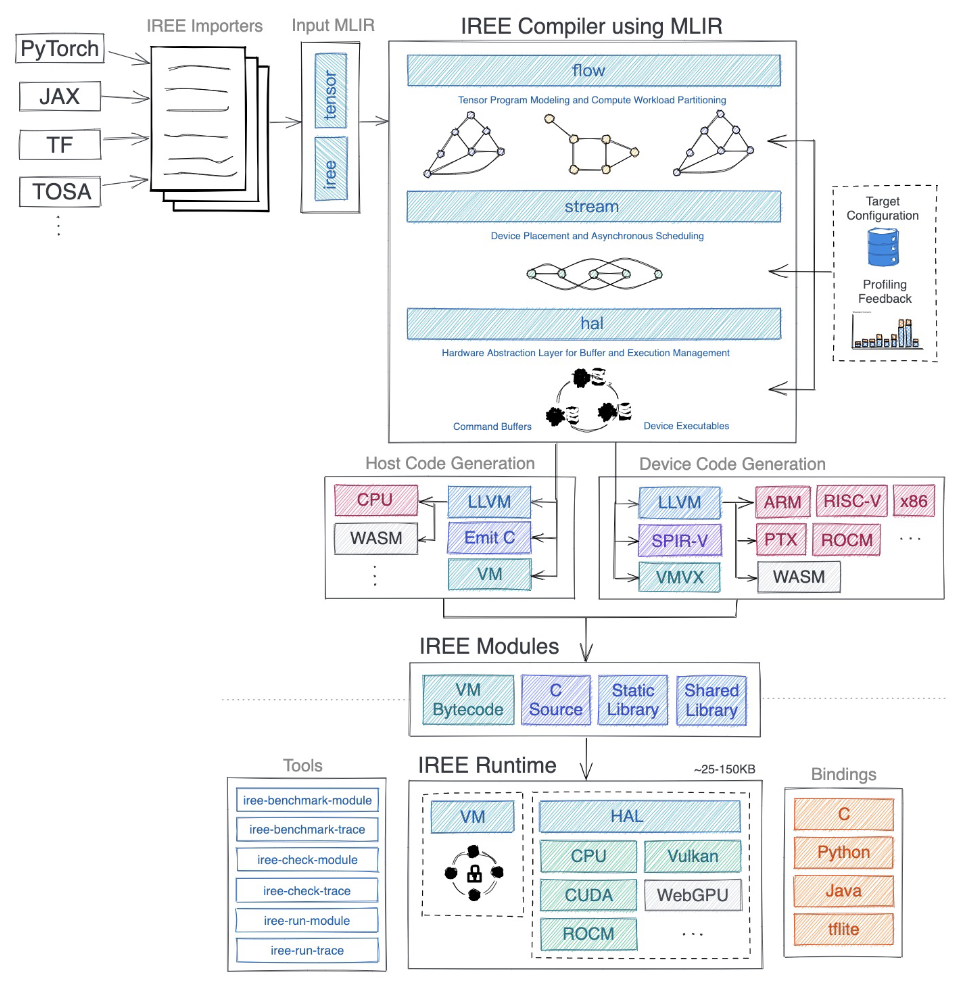 IREE Importers
Input MLIR
IREE Compiler using MLIR
PyTorch
JAX
TF
TOSA
tensor
iree
flow
Tensor Program Modeling and Compute Workload Partitioning
stream
Device Placement and Asynchronous Scheduling
hal
Hardware Abstraction Layer for Buffer and Execution Management
Command Buffers
Device Executables
Target
Configuration
Profiling
Feedback
Host Code Generation
CPU
LLVM
WASM
Emit C
VM
Device Code Generation
LLVM
ARM
RISC-V
x86
SPIR-V
PTX
ROCM
...
VMVX
WASM
IREE Modules
VM
Bytecode
C
Source
Static
Library
Shared
Library
Tools
iree-benchmark-module
iree-benchmark-trace
iree-check-module
iree-check-trace
iree-run-module
iree-run-trace
IREE Runtime
~25-150KB
VM
HAL
CPU
Vulkan
CUDA
WebGPU
ROCM
...
Bindings
C
Python
Java
tflite